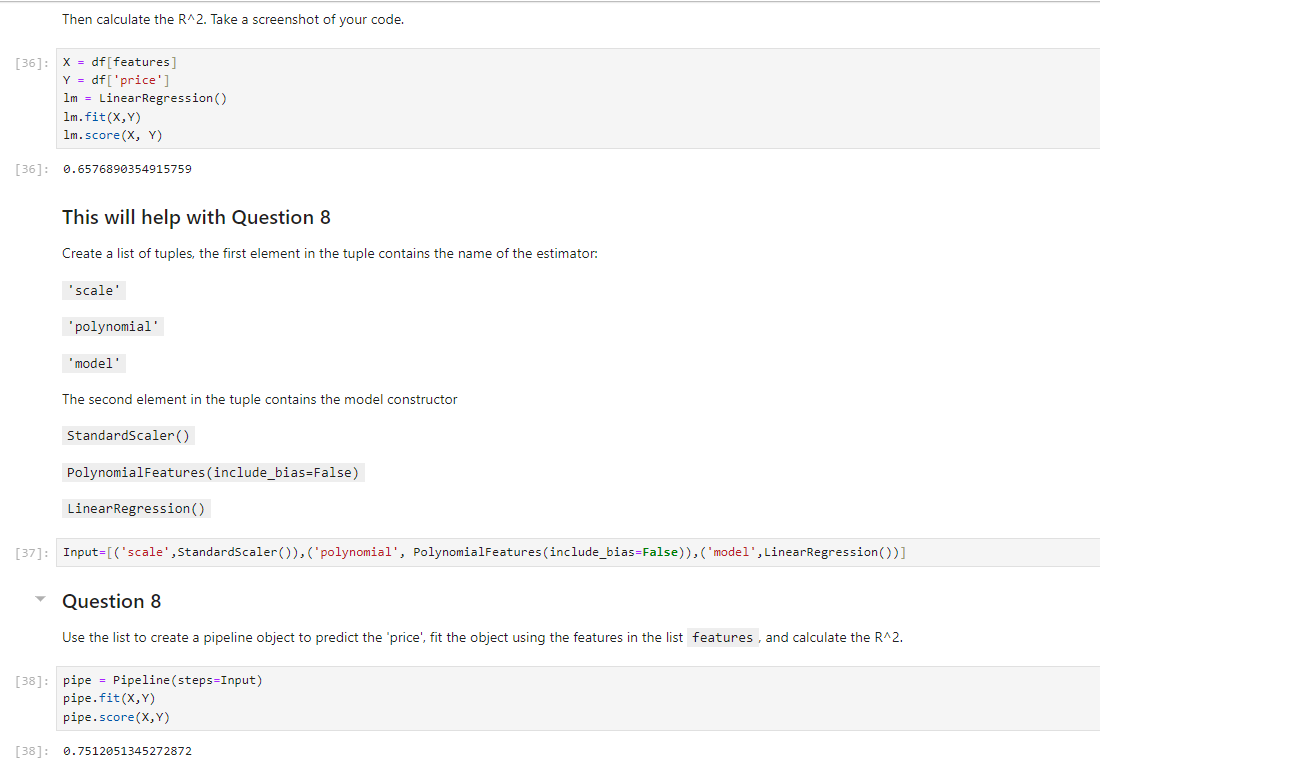 Then calculate the R^2. Take a screenshot of your code.
[36]: X = df[features]
Y = df['price']
lm = LinearRegression()
lm.fit(X,Y)
lm.score(X, Y)
[36]: 0.6576890354915759
This will help with Question 8
Create a list of tuples, the first element in the tuple contains the name of the estimator:
'scale'
'polynomial'
'model'
The second element in the tuple contains the model constructor
StandardScaler()
PolynomialFeatures(include_bias=False)
LinearRegression()
[37]: Input=[('scale',StandardScaler()),('polynomial', PolynomialFeatures(include_bias=False)),('model',LinearRegression())]
Question 8
Use the list to create a pipeline object to predict the 'price', fit the object using the features in the list features , and calculate the R^2.
[38]: pipe = Pipeline(steps=Input)
pipe.fit(X,Y)
pipe.score(X,Y)
[38]: 0.7512051345272872